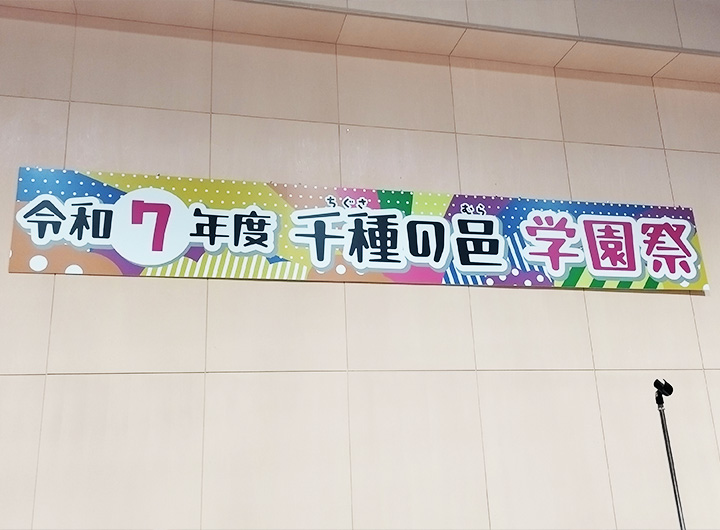 令和7年度 千種の邑 学園祭
ちぐさ むら